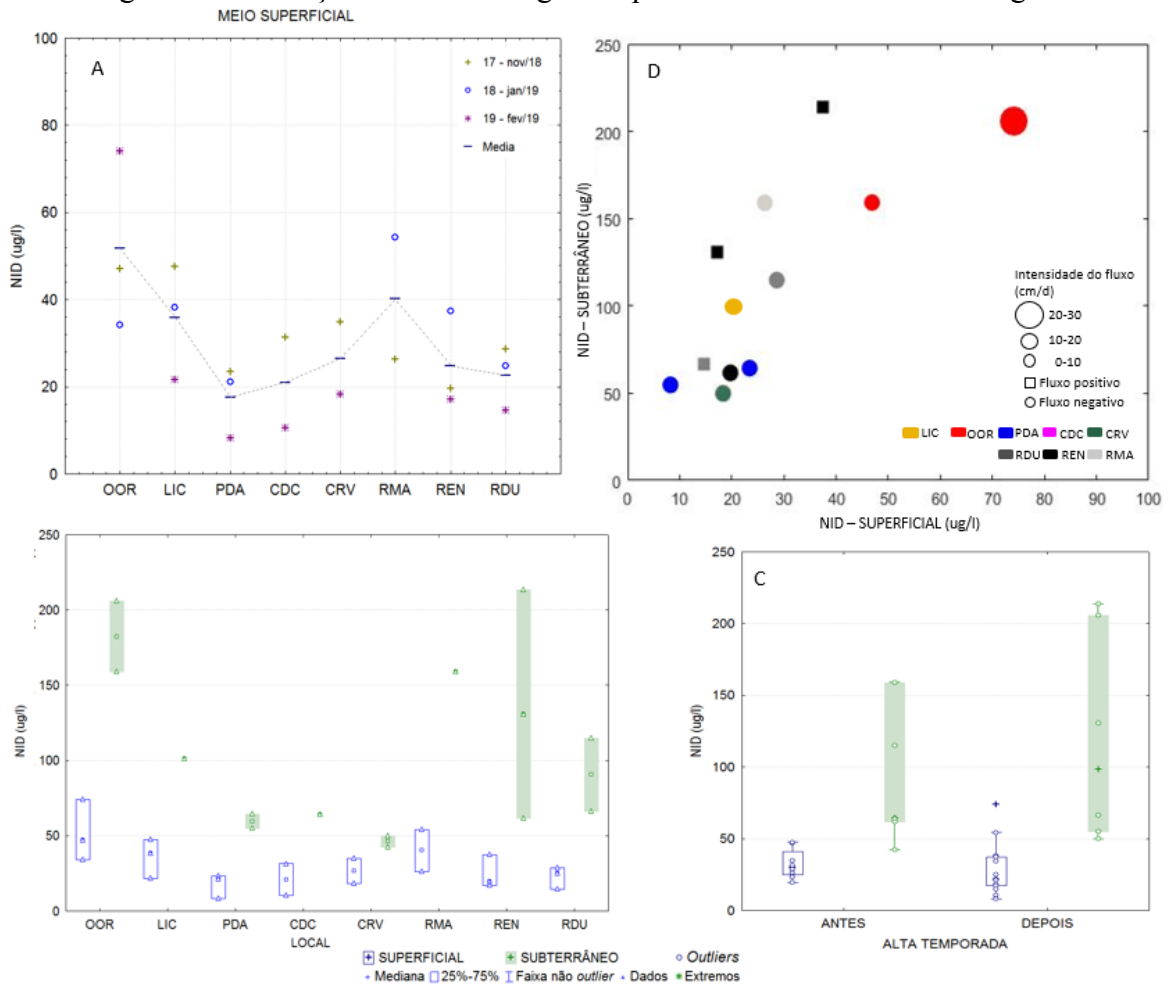 MEIO SUPERFICIAL
A
100
80
60
40
20
0
NID (ug/l)
17 - nov/18
18 - jan/19
19 - fev/19
Media
OOR LIC PDA CDC CRV RMA REN RDU
D
250
200
150
100
50
0
NID – SUBTERRÂNEO (ug/l)
Intensidade do fluxo
(cm/d)
20-30
10-20
0-10
Fluxo positivo
Fluxo negativo
LIC OOR PDA CDC CRV
RDU REN RMA
0 10 20 30 40 50 60 70 80 90 100
NID – SUPERFICIAL (ug/l)
250
200
150
100
50
0
NID (ug/l)
OOR LIC PDA CDC CRV RMA REN RDU
LOCAL
C
250
200
150
100
50
0
NID (ug/l)
ANTES DEPOIS
ALTA TEMPORADA
SUPERFICIAL SUBTERRÂNEO Outliers
Mediana 25%-75% Faixa não outlier Dados Extremos